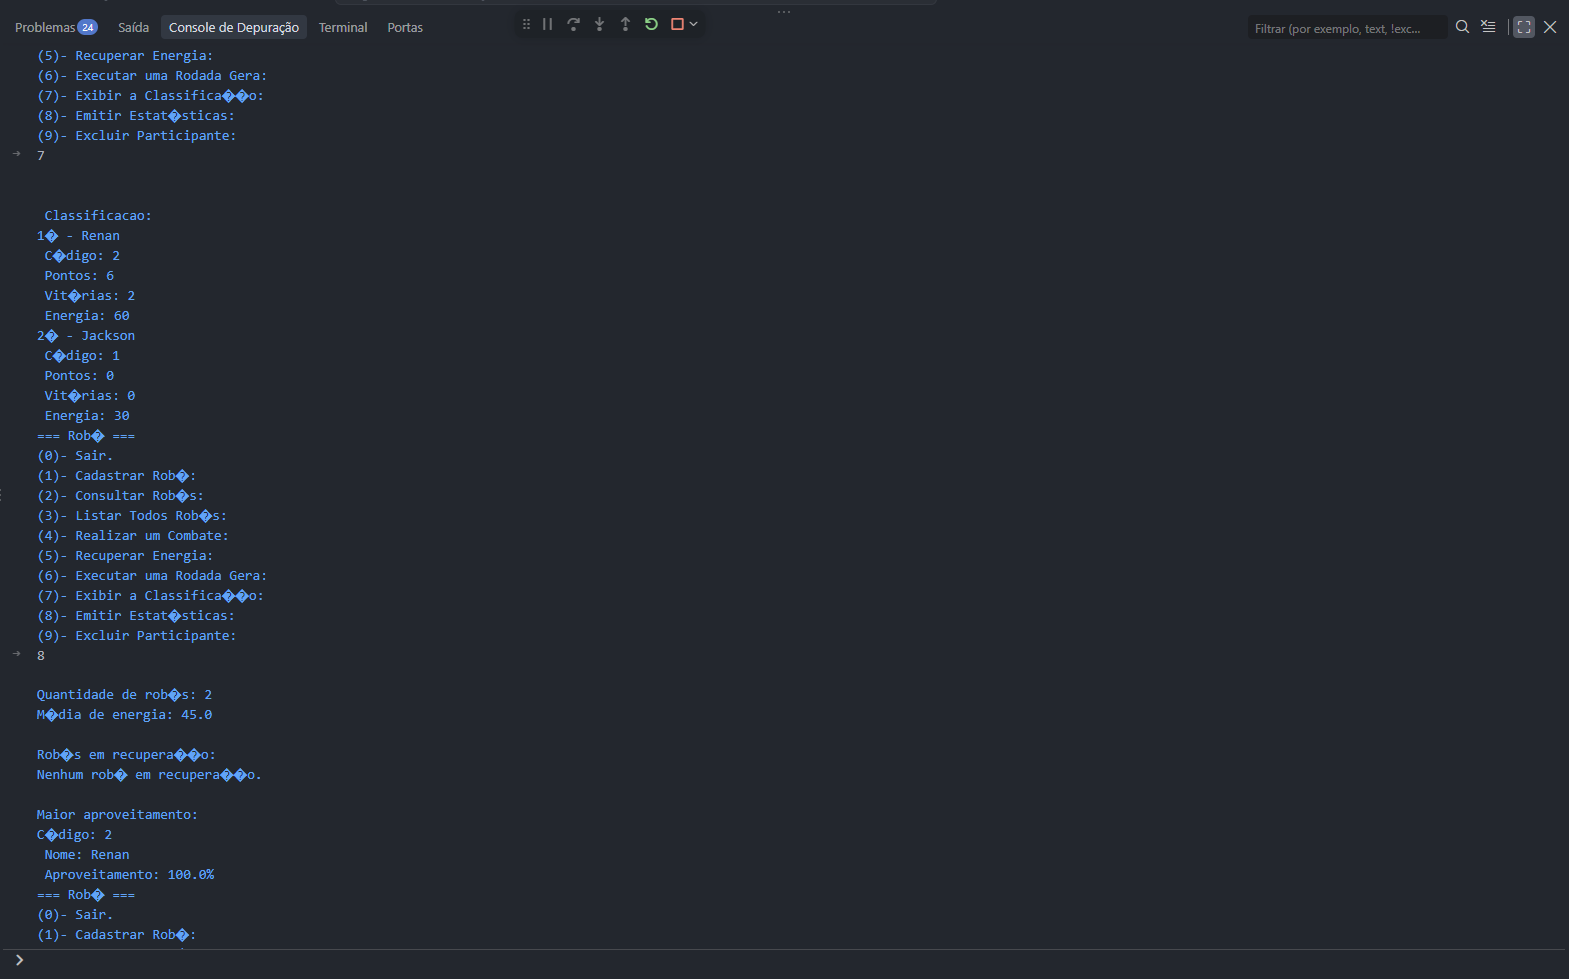 Problemas 24 Saída Console de Depuração Terminal Portas Filtrar (por exemplo, text, !exc...
(5)- Recuperar Energia:
(6)- Executar uma Rodada Gera:
(7)- Exibir a Classifica��o:
(8)- Emitir Estat�sticas:
(9)- Excluir Participante:
7
Classificacao:
1� - Renan
C�digo: 2
Pontos: 6
Vit�rias: 2
Energia: 60
2� - Jackson
C�digo: 1
Pontos: 0
Vit�rias: 0
Energia: 30
=== Rob� ===
(0)- Sair.
(1)- Cadastrar Rob�:
(2)- Consultar Rob�s:
(3)- Listar Todos Rob�s:
(4)- Realizar um Combate:
(5)- Recuperar Energia:
(6)- Executar uma Rodada Gera:
(7)- Exibir a Classifica��o:
(8)- Emitir Estat�sticas:
(9)- Excluir Participante:
8
Quantidade de rob�s: 2
M�dia de energia: 45.0
Rob�s em recupera��o:
Nenhum rob� em recupera��o.
Maior aproveitamento:
C�digo: 2
Nome: Renan
Aproveitamento: 100.0%
=== Rob� ===
(0)- Sair.
(1)- Cadastrar Rob�: